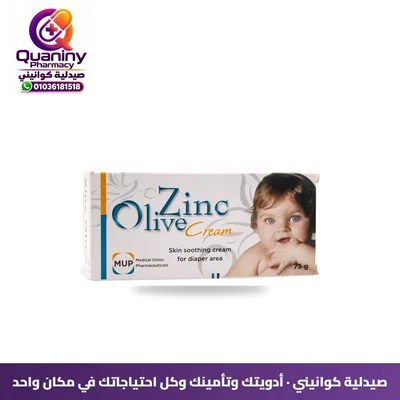 Quaniny
Pharmacy
صيدلية كوانيني
01036181518
Zinc
Olive
Cream
Skin soothing cream
for diaper area
MUP
Medical Union
Pharmaceuticals
75 g
صيدلية كوانيني - أدويتك وتأمينك وكل احتياجاتك في مكان واحد